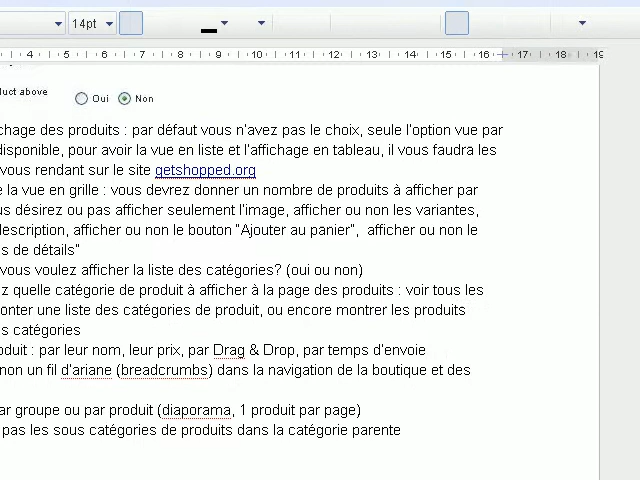 14pt
4 5 6 7 8 9 10 11 12 13 14 15 16 17 18 19
duct above
Oui Non
chage des produits : par défaut vous n'avez pas le choix, seule l'option vue par
disponible, pour avoir la vue en liste et l'affichage en tableau, il vous faudra les
vous rendant sur le site getshopped.org
e la vue en grille : vous devrez donner un nombre de produits à afficher par
us désirez ou pas afficher seulement l'image, afficher ou non les variantes,
description, afficher ou non le bouton "Ajouter au panier", afficher ou non le
s de détails"
vous voulez afficher la liste des catégories? (oui ou non)
z quelle catégorie de produit à afficher à la page des produits : voir tous les
onter une liste des catégories de produit, ou encore montrer les produits
s catégories
oduit : par leur nom, leur prix, par Drag & Drop, par temps d'envoie
non un fil d'ariane (breadcrumbs) dans la navigation de la boutique et des
ar groupe ou par produit (diaporama, 1 produit par page)
pas les sous catégories de produits dans la catégorie parente